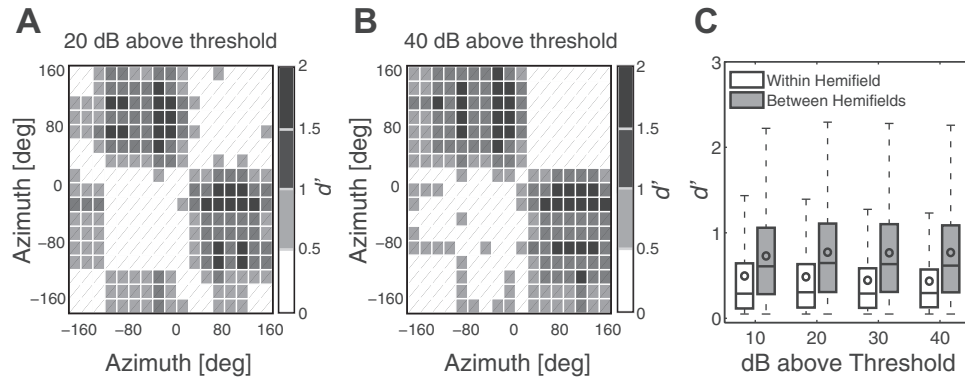 A
20 dB above threshold
160
80
0
−80
−160
Azimuth [deg]
−160
−80
0
80
160
Azimuth [deg]
2
1.5
1
0.5
0
d'
B
40 dB above threshold
160
80
0
−80
−160
Azimuth [deg]
−160
−80
0
80
160
Azimuth [deg]
2
1.5
1
0.5
0
d'
C
Within Hemifield
Between Hemifields
3
2
1
0
d'
10
20
30
40
dB above Threshold